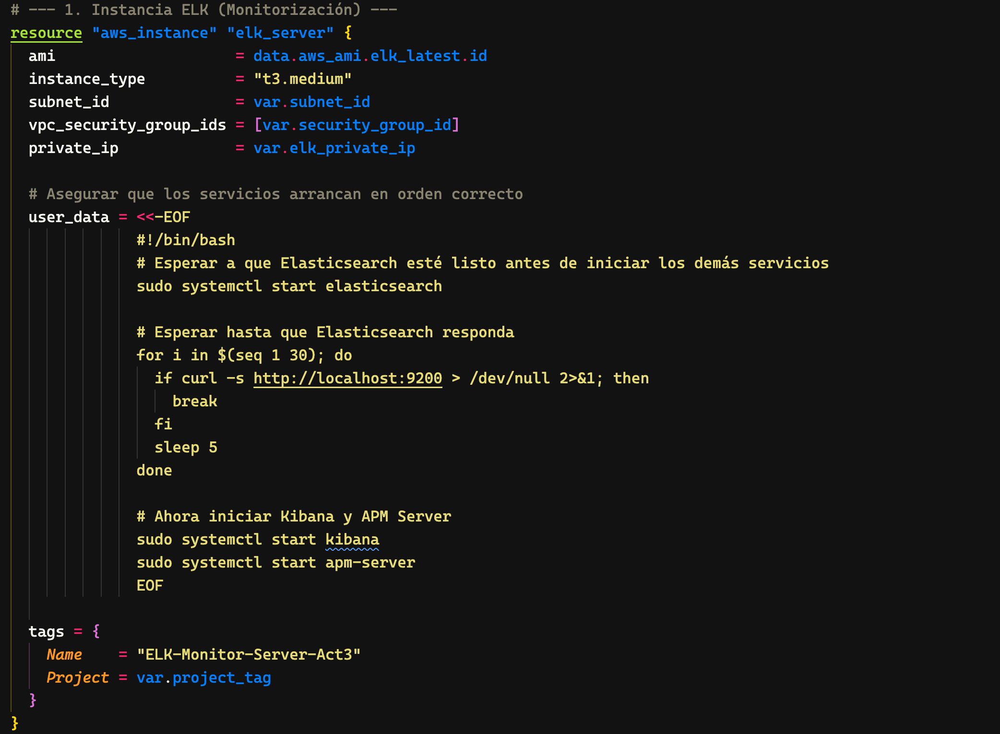 # --- 1. Instancia ELK (Monitorización) ---
resource "aws_instance" "elk_server" {
  ami                    = data.aws_ami.elk_latest.id
  instance_type          = "t3.medium"
  subnet_id              = var.subnet_id
  vpc_security_group_ids = [var.security_group_id]
  private_ip             = var.elk_private_ip

  # Asegurar que los servicios arrancan en orden correcto
  user_data = <<-EOF
              #!/bin/bash
              # Esperar a que Elasticsearch esté listo antes de iniciar los demás servicios
              sudo systemctl start elasticsearch

              # Esperar hasta que Elasticsearch responda
              for i in $(seq 1 30); do
                if curl -s http://localhost:9200 > /dev/null 2>&1; then
                  break
                fi
                sleep 5
              done

              # Ahora iniciar Kibana y APM Server
              sudo systemctl start kibana
              sudo systemctl start apm-server
              EOF

  tags = {
    Name    = "ELK-Monitor-Server-Act3"
    Project = var.project_tag
  }
}